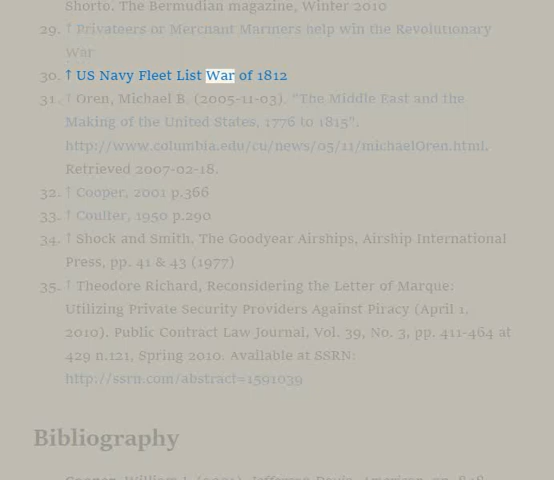 Shorto. The Bermudian magazine, Winter 2010
29. ↑ Privateers or Merchant Mariners help win the Revolutionary
War
30. ↑ US Navy Fleet List War of 1812
31. ↑ Oren, Michael B. (2005-11-03). "The Middle East and the
Making of the United States, 1776 to 1815".
http://www.columbia.edu/cu/news/05/11/michaelOren.html.
Retrieved 2007-02-18.
32. ↑ Cooper, 2001 p.366
33. ↑ Coulter, 1950 p.290
34. ↑ Shock and Smith, The Goodyear Airships, Airship International
Press, pp. 41 & 43 (1977)
35. ↑ Theodore Richard, Reconsidering the Letter of Marque:
Utilizing Private Security Providers Against Piracy (April 1,
2010). Public Contract Law Journal, Vol. 39, No. 3, pp. 411-464 at
429 n.121, Spring 2010. Available at SSRN:
http://ssrn.com/abstract=1591039
Bibliography